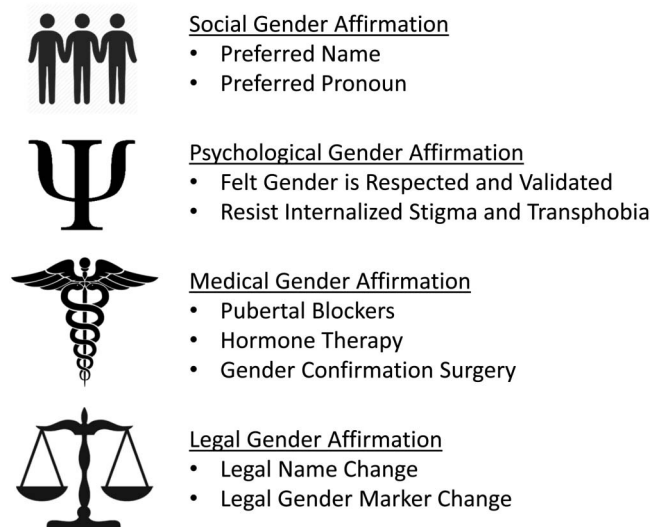 Social Gender Affirmation
• Preferred Name
• Preferred Pronoun
Psychological Gender Affirmation
• Felt Gender is Respected and Validated
• Resist Internalized Stigma and Transphobia
Medical Gender Affirmation
• Pubertal Blockers
• Hormone Therapy
• Gender Confirmation Surgery
Legal Gender Affirmation
• Legal Name Change
• Legal Gender Marker Change